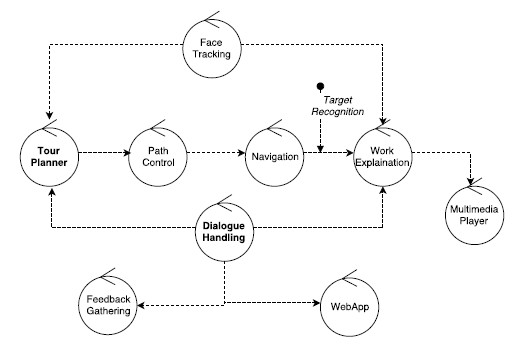 Face
Tracking
Target
Recognition
Tour
Planner
Path
Control
Navigation
Work
Explaination
Multimedia
Player
Dialogue
Handling
Feedback
Gathering
WebApp